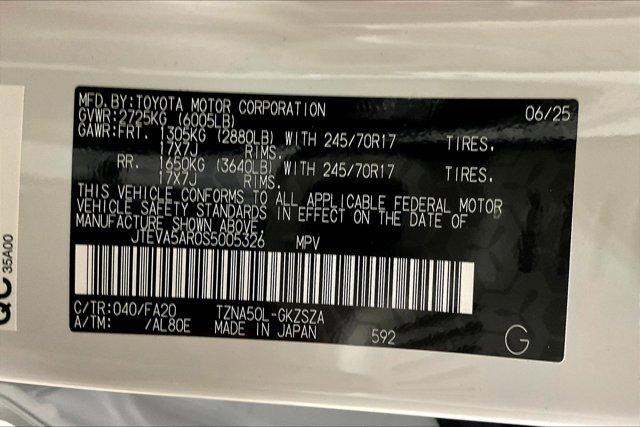 MFD.BY:TOYOTA MOTOR CORPORATION 06/25
GVWR:2725KG (6005LB)
GAWR:FRT. 1305KG (2880LB) WITH 245/70R17 TIRES.
17X7J RIMS.
RR. 1650KG (3640LB) WITH 245/70R17 TIRES.
17X7J RIMS.
THIS VEHICLE CONFORMS TO ALL APPLICABLE FEDERAL MOTOR
VEHICLE SAFETY STANDARDS IN EFFECT ON THE DATE OF
MANUFACTURE SHOWN ABOVE.
JTEVA5AR0S5005326 MPV
C/TR:040/FA20 TZNA50L-GKZSZA
A/TM: /AL80E MADE IN JAPAN 592
G
QC
35A00